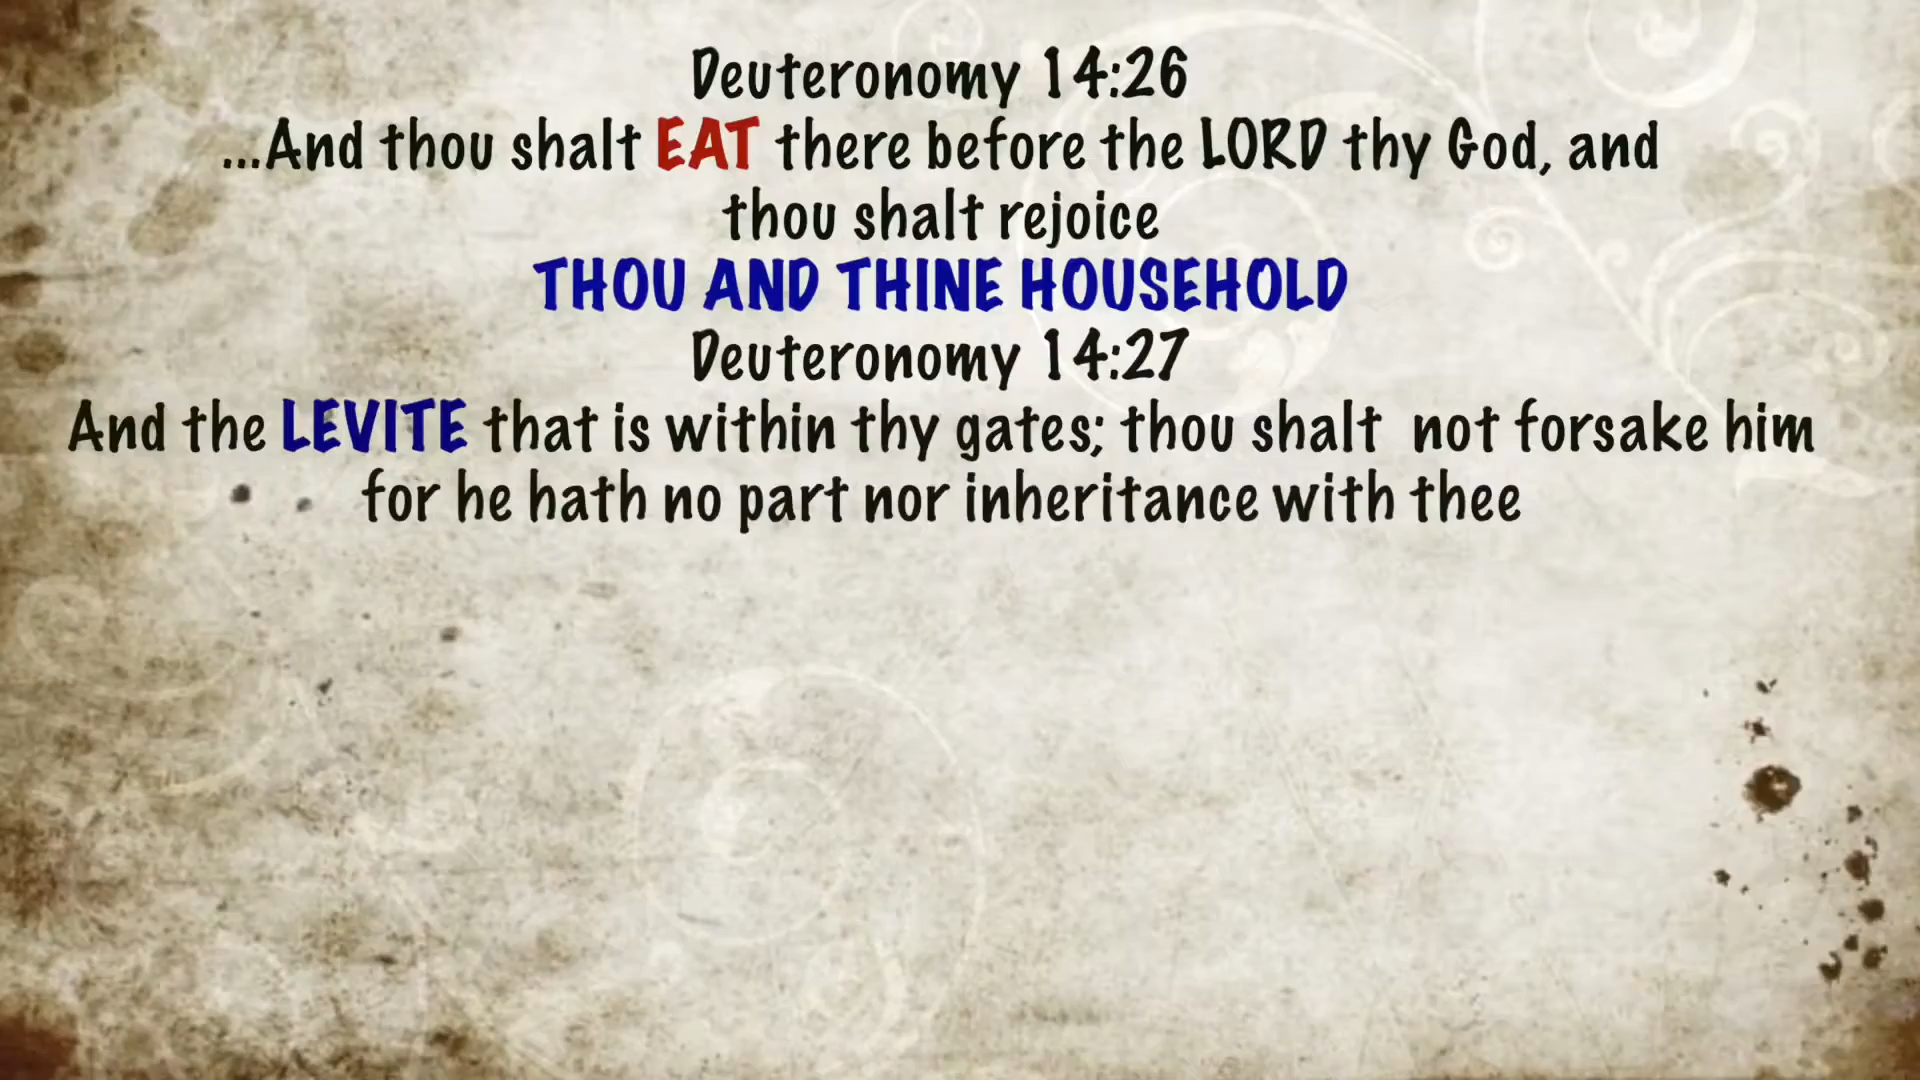 Deuteronomy 14:26
...And thou shalt EAT there before the LORD thy God, and
thou shalt rejoice
THOU AND THINE HOUSEHOLD
Deuteronomy 14:27
And the LEVITE that is within thy gates; thou shalt  not forsake him
for he hath no part nor inheritance with thee